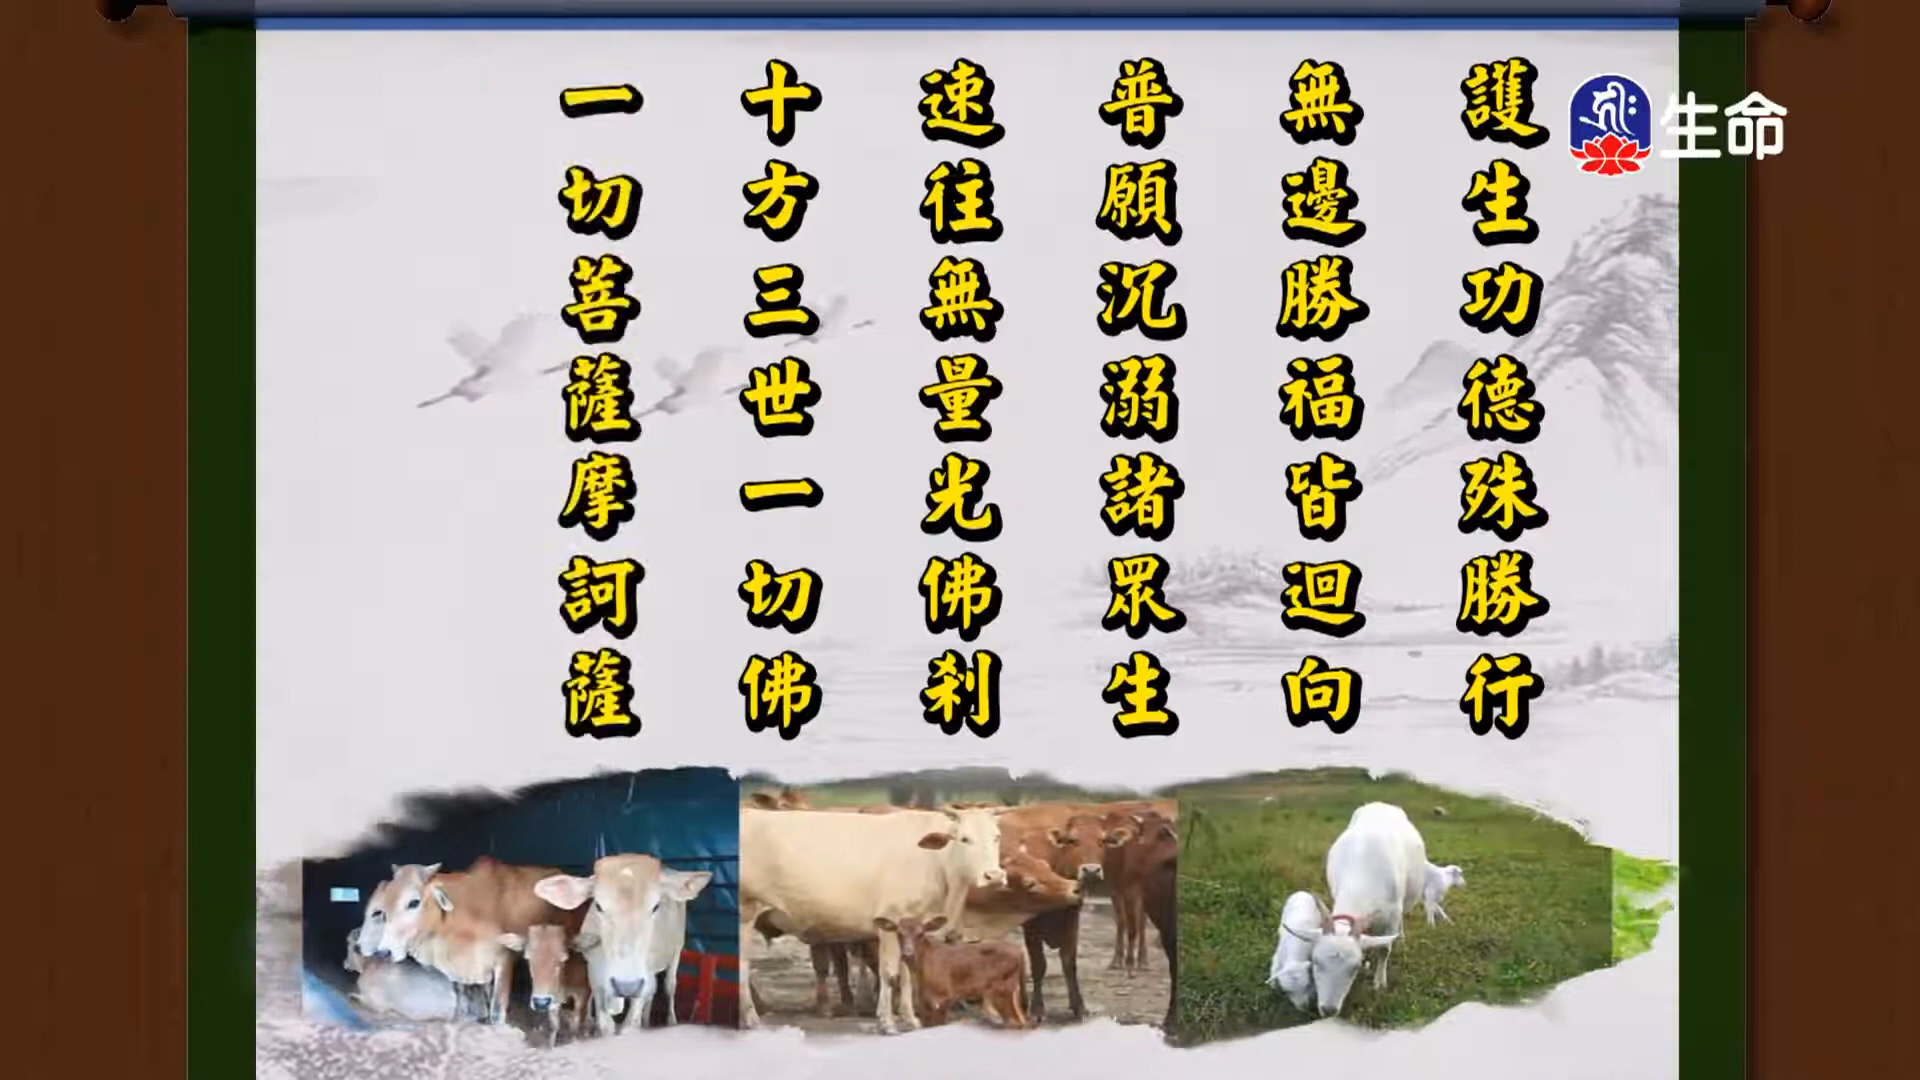 護生功德殊勝行
無邊勝福皆迴向
普願沉溺諸眾生
速往無量光佛剎
十方三世一切佛
一切菩薩摩訶薩
生命